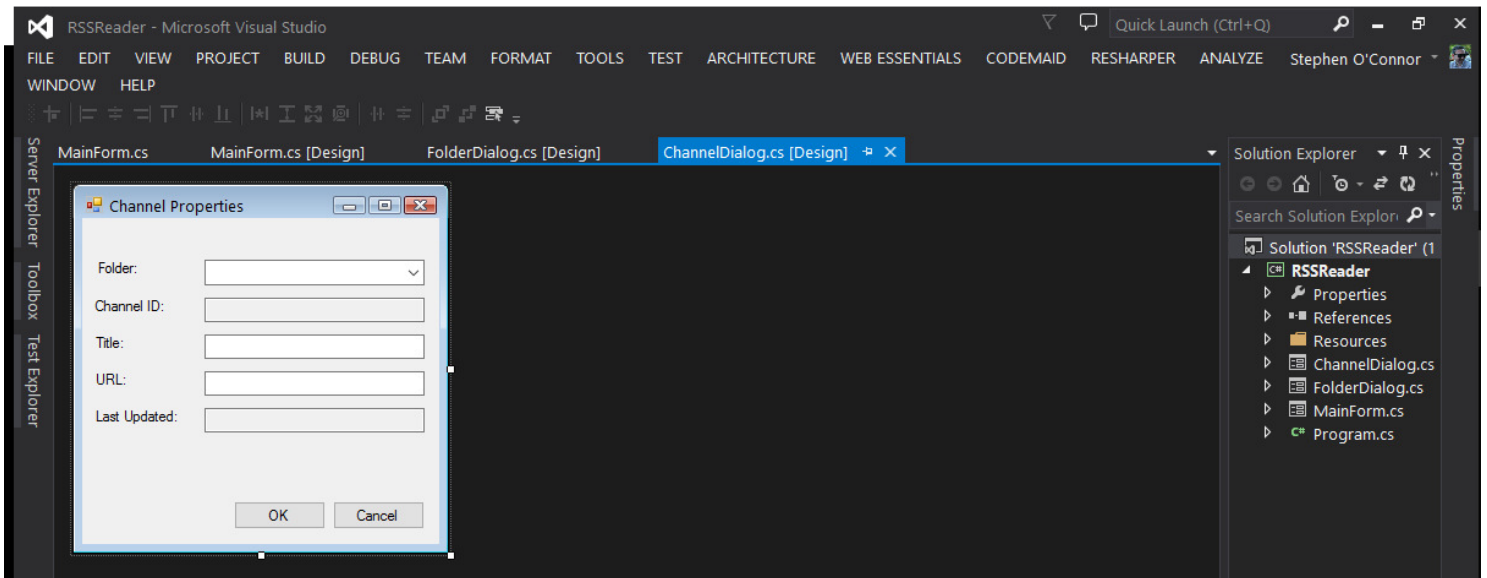 RSSReader - Microsoft Visual Studio
Quick Launch (Ctrl+Q)
FILE EDIT VIEW PROJECT BUILD DEBUG TEAM FORMAT TOOLS TEST ARCHITECTURE WEB ESSENTIALS CODEMAID RESHARPER ANALYZE Stephen O'Connor
WINDOW HELP
Server Explorer
Toolbox
Test Explorer
MainForm.cs MainForm.cs [Design] FolderDialog.cs [Design] ChannelDialog.cs [Design]
Channel Properties
Folder:
Channel ID:
Title:
URL:
Last Updated:
OK Cancel
Solution Explorer
Search Solution Explor
Solution 'RSSReader' (1
C# RSSReader
Properties
References
Resources
ChannelDialog.cs
FolderDialog.cs
MainForm.cs
C# Program.cs
Properties